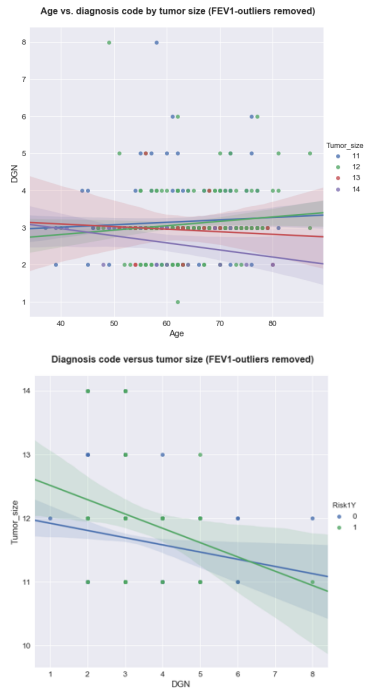 Age vs. diagnosis code by tumor size (FEV1-outliers removed)
8
7
6
5
4
3
2
1
DGN
40 50 60 70 80
Age
Tumor_size
11
12
13
14
Diagnosis code versus tumor size (FEV1-outliers removed)
14
13
12
11
10
Tumor_size
1 2 3 4 5 6 7 8
DGN
Risk1Y
0
1